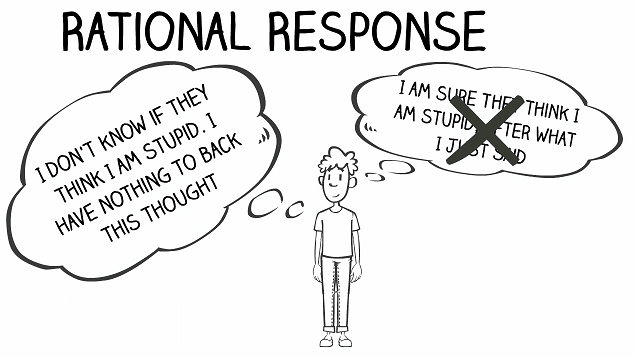 RATIONAL RESPONSE
I DON'T KNOW IF THEY
THINK I AM STUPID. I
HAVE NOTHING TO BACK
THIS THOUGHT
I AM SURE THEY THINK I
AM STUPID AFTER WHAT
I JUST SAID